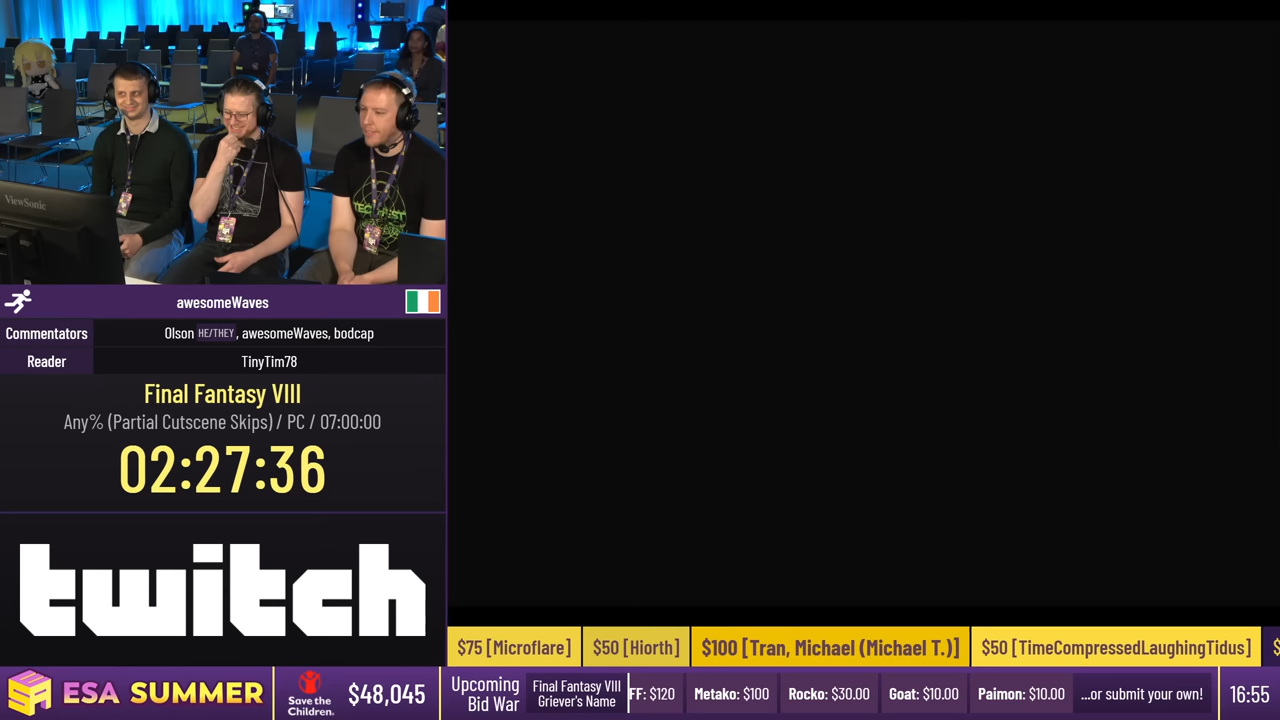 ViewSonic
awesomeWaves
Commentators
Olson HE/THEY, awesomeWaves, bodcap
Reader
TinyTim78
Final Fantasy VIII
Any% (Partial Cutscene Skips) / PC / 07:00:00
02:27:36
twitch
$75 [Microflare]
$50 [Hiorth]
$100 [Tran, Michael (Michael T.)]
$50 [TimeCompressedLaughingTidus]
ESA SUMMER
Save the
Children.
$48,045
Upcoming
Bid War
Final Fantasy VIII
Griever's Name
FF: $120
Metako: $100
Rocko: $30.00
Goat: $10.00
Paimon: $10.00
...or submit your own!
16:55